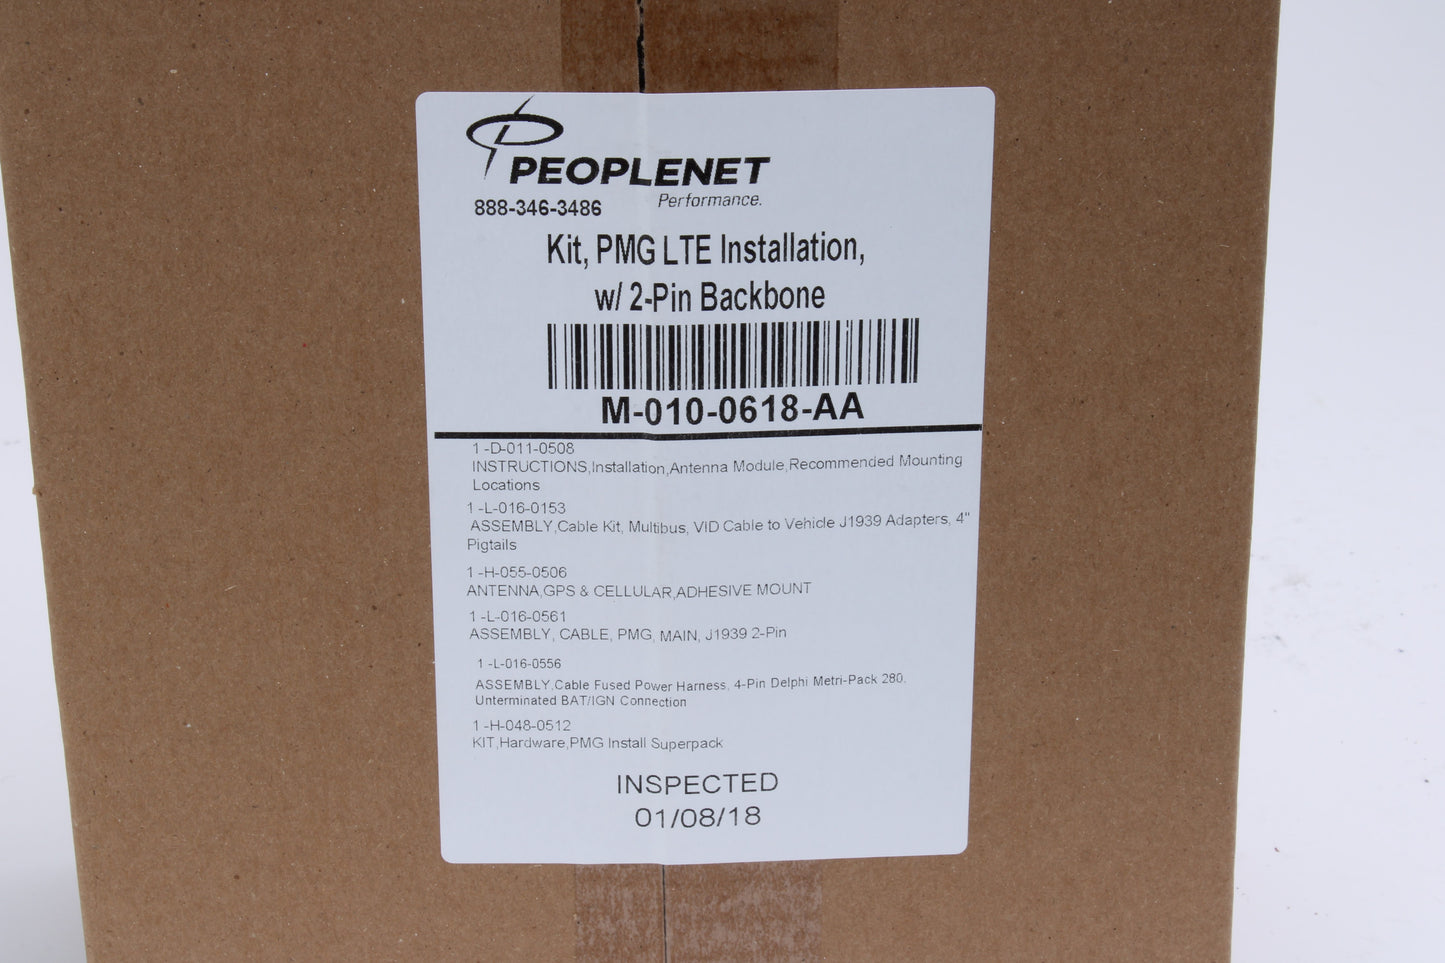 PEOPLENET
Performance.
888-346-3486
Kit, PMG LTE Installation,
w/ 2-Pin Backbone
M-010-0618-AA
1 -D-011-0508
INSTRUCTIONS,Installation,Antenna Module,Recommended Mounting
Locations
1 -L-016-0153
ASSEMBLY,Cable Kit, Multibus, VID Cable to Vehicle J1939 Adapters, 4"
Pigtails
1 -H-055-0506
ANTENNA,GPS & CELLULAR,ADHESIVE MOUNT
1 -L-016-0561
ASSEMBLY, CABLE, PMG, MAIN, J1939 2-Pin
1 -L-016-0556
ASSEMBLY,Cable Fused Power Harness, 4-Pin Delphi Metri-Pack 280,
Unterminated BAT/IGN Connection
1 -H-048-0512
KIT,Hardware,PMG Install Superpack
INSPECTED
01/08/18